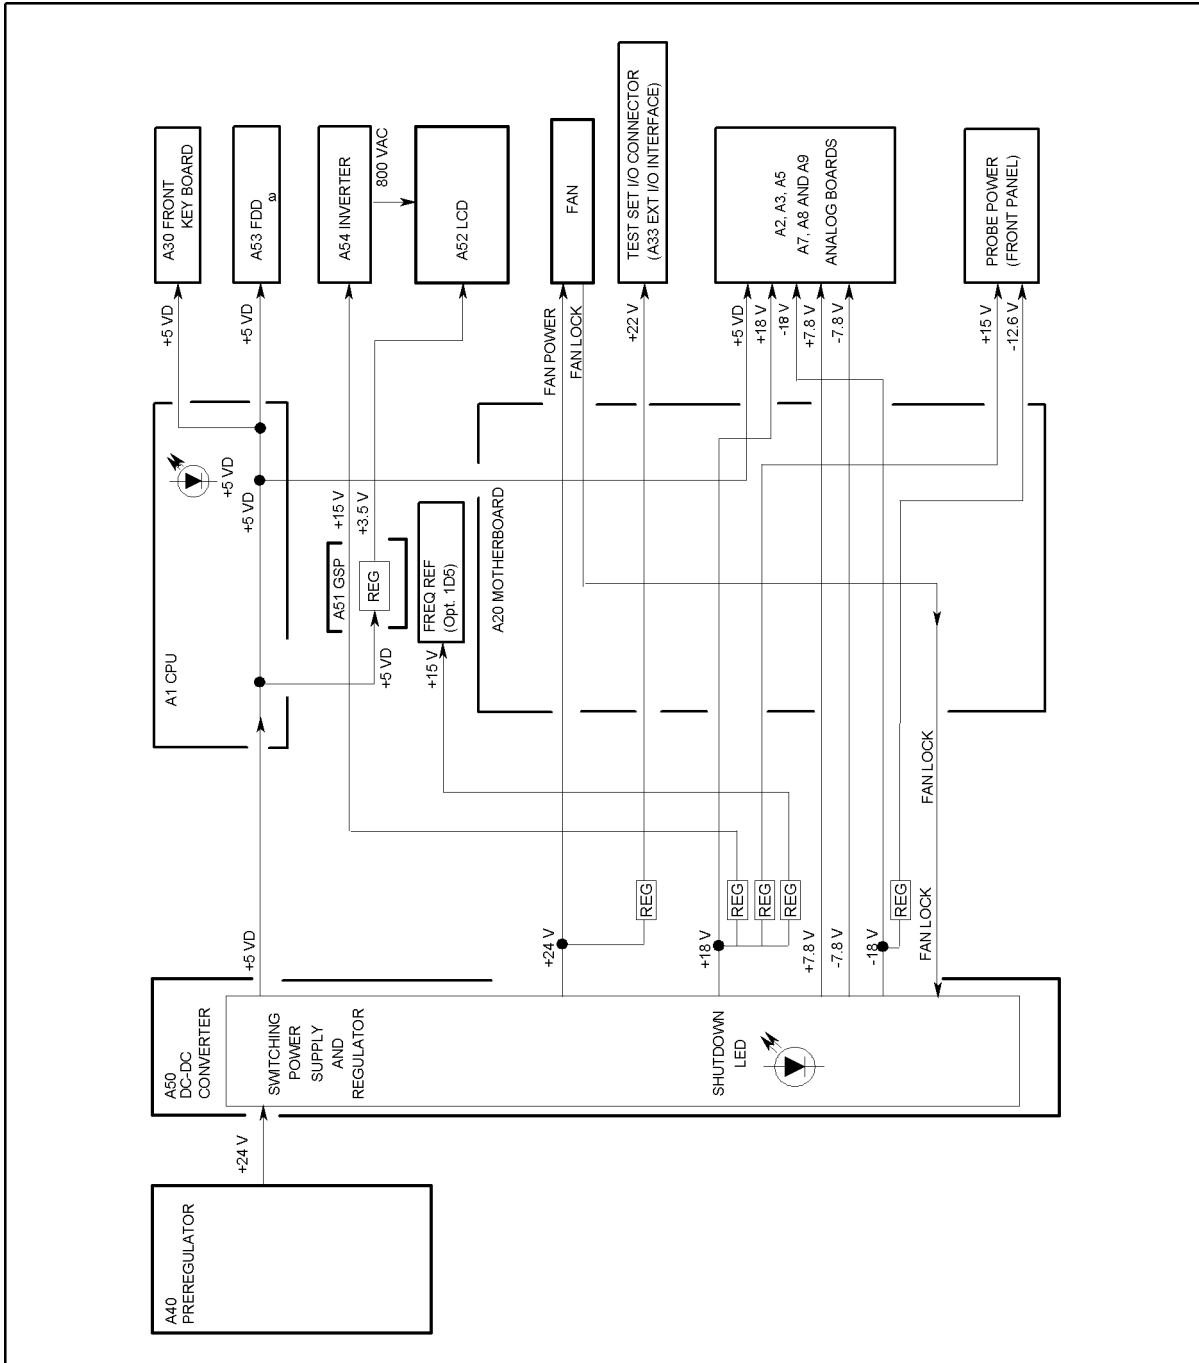 A40
PREREGULATOR
+24 V
A50
DC-DC
CONVERTER
SWITCHING
POWER
SUPPLY
AND
REGULATOR
SHUTDOWN
LED
+5 VD
+24 V
+18 V
+7.8 V
-7.8 V
-18 V
FAN LOCK
REG
REG
REG
REG
REG
FAN LOCK
A1 CPU
+5 VD
+5 VD
+5 VD
A51 GSP
REG
+15 V
+3.5 V
FREQ REF
(Opt. 1D5)
+15 V
A20 MOTHERBOARD
+5 VD
+5 VD
FAN POWER
FAN LOCK
+22 V
+5 VD
+18 V
-18 V
+7.8 V
-7.8 V
+15 V
-12.6 V
A30 FRONT
KEY BOARD
A53 FDD a
A54 INVERTER
800 VAC
A52 LCD
FAN
TEST SET I/O CONNECTOR
(A33 EXT I/O INTERFACE)
A2, A3, A5
A7, A8 AND A9
ANALOG BOARDS
PROBE POWER
(FRONT PANEL)